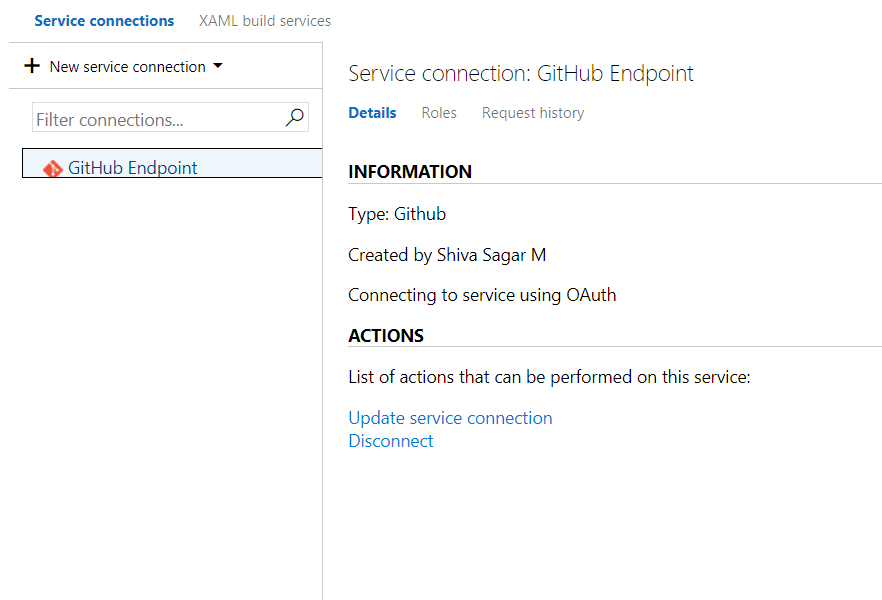 Service connections XAML build services
New service connection
Filter connections...
GitHub Endpoint
Service connection: GitHub Endpoint
Details Roles Request history
INFORMATION
Type: Github
Created by Shiva Sagar M
Connecting to service using OAuth
ACTIONS
List of actions that can be performed on this service:
Update service connection
Disconnect